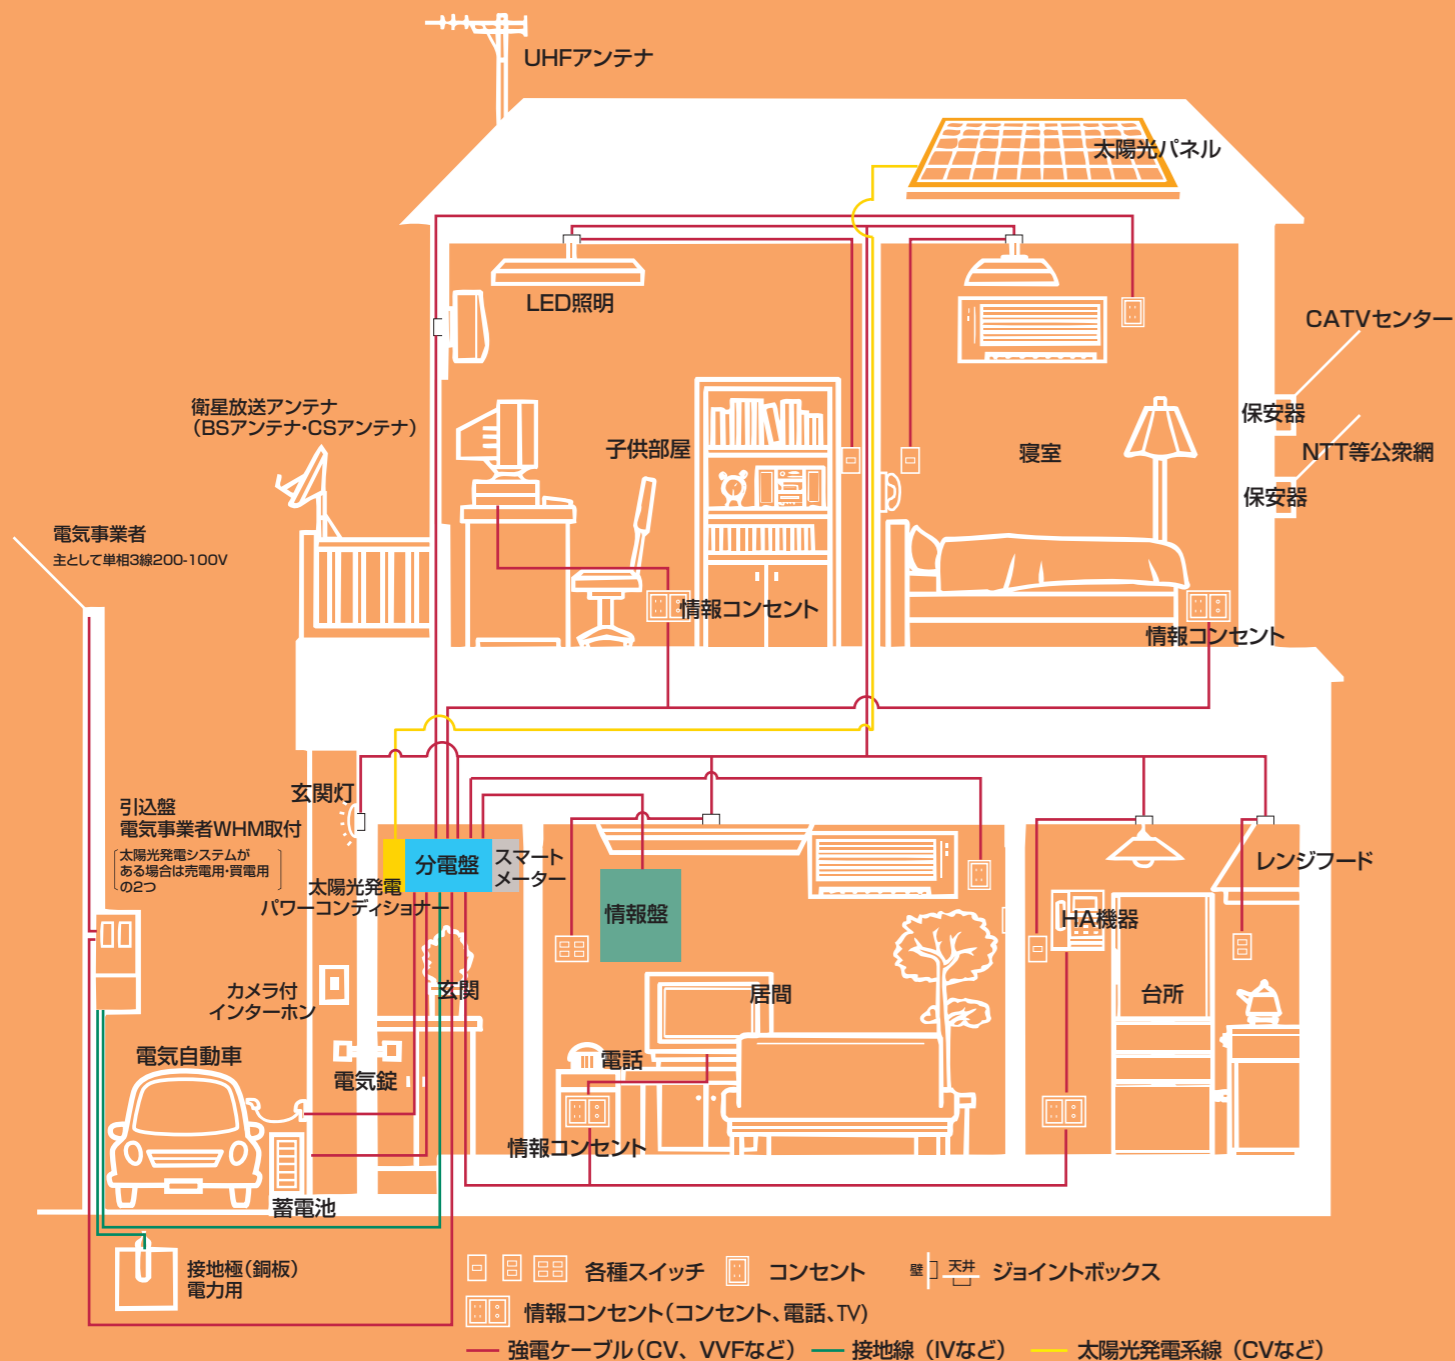 UHFアンテナ
太陽光パネル
LED照明
CATVセンター
衛星放送アンテナ
（BSアンテナ・CSアンテナ）
保安器
子供部屋
寝室
NTT等公衆網
保安器
電気事業者
主として単相3線200-100V
情報コンセント
情報コンセント
玄関灯
引込盤
電気事業者WHM取付
太陽光発電システムが
ある場合は売電用・買電用
の2つ
分電盤
スマート
メーター
太陽光発電
パワーコンディショナー
レンジフード
情報盤
HA機器
カメラ付
インターホン
玄関
居間
台所
電気自動車
電気錠
電話
情報コンセント
蓄電池
接地極（銅板）
電力用
各種スイッチ
コンセント
壁
天井
ジョイントボックス
情報コンセント（コンセント、電話、TV）
強電ケーブル（CV、VVFなど）
接地線（IVなど）
太陽光発電系線（CVなど）